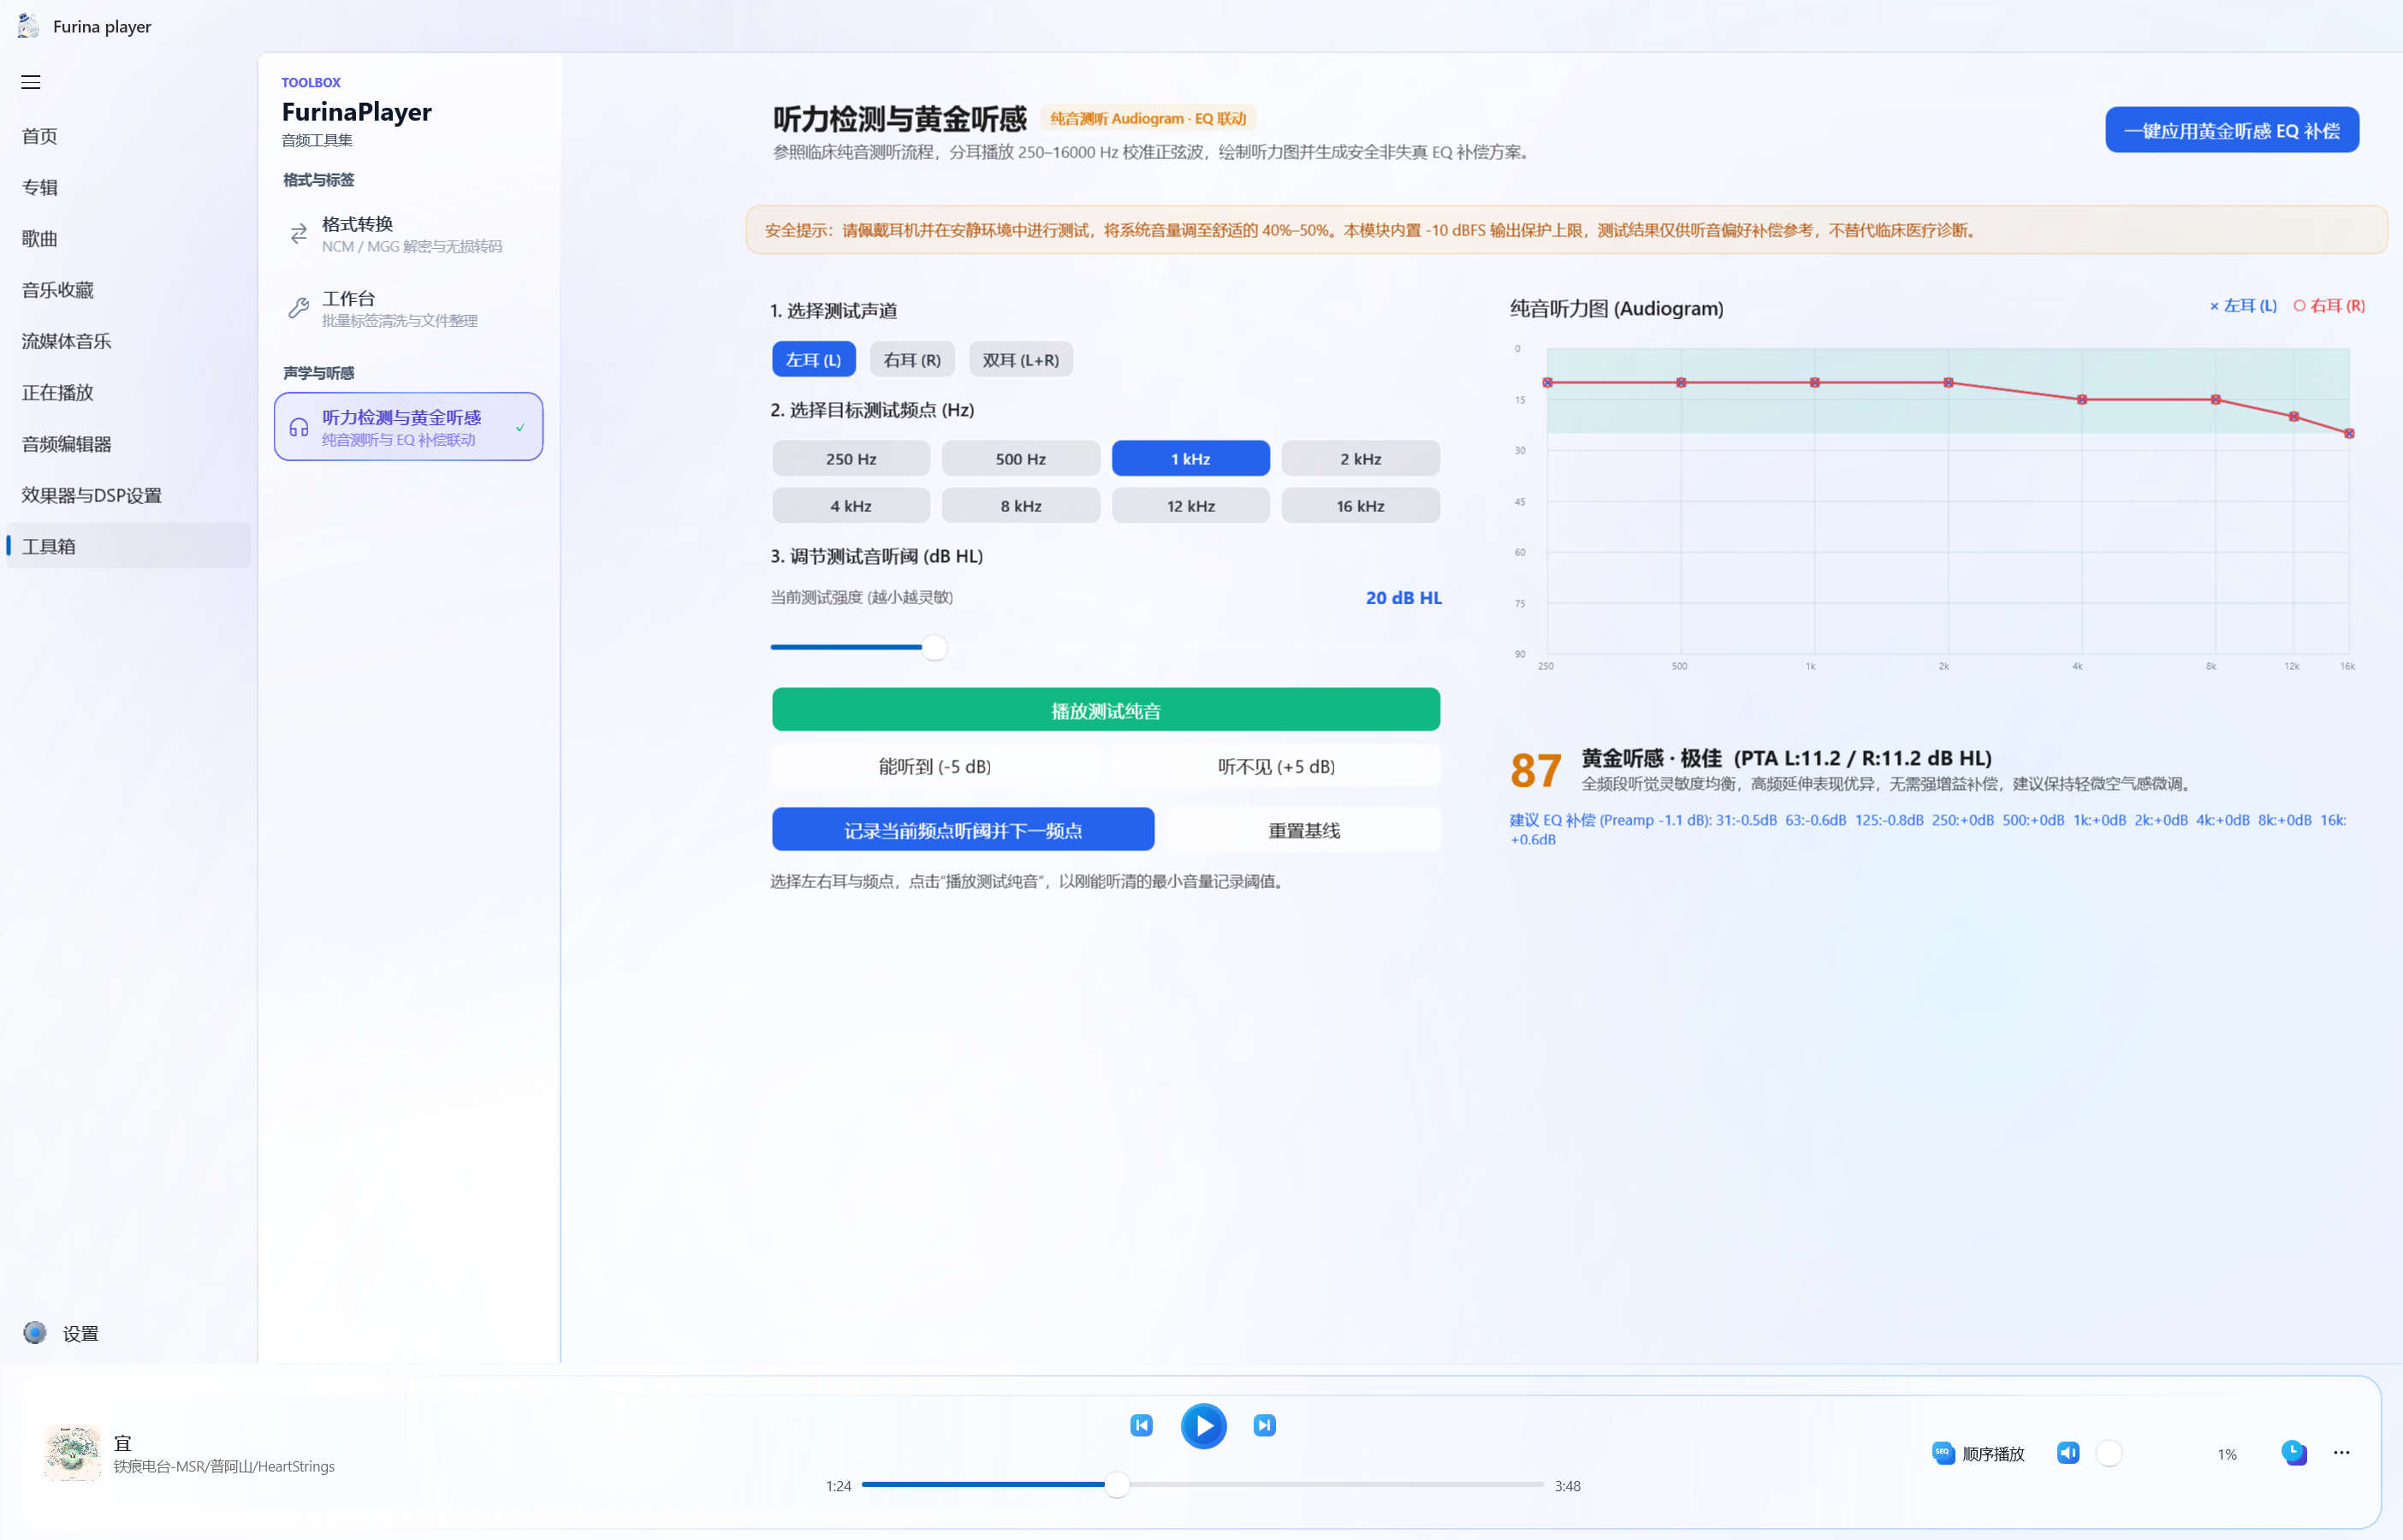 Furina player
首页
专辑
歌曲
音乐收藏
流媒体音乐
正在播放
音频编辑器
效果器与DSP设置
工具箱
设置
TOOLBOX
FurinaPlayer
音频工具集
格式与标签
格式转换
NCM / MGG 解密与无损转码
工作台
批量标签清洗与文件整理
声学与听感
听力检测与黄金听感
纯音测听与 EQ 补偿联动
听力检测与黄金听感 纯音测听 Audiogram · EQ 联动
参照临床纯音测听流程，分耳播放 250–16000 Hz 校准正弦波，绘制听力图并生成安全非失真 EQ 补偿方案。
一键应用黄金听感 EQ 补偿
安全提示：请佩戴耳机并在安静环境中进行测试，将系统音量调至舒适的 40%–50%。本模块内置 -10 dBFS 输出保护上限，测试结果仅供听音偏好补偿参考，不替代临床医疗诊断。
1. 选择测试声道
左耳 (L) 右耳 (R) 双耳 (L+R)
2. 选择目标测试频点 (Hz)
250 Hz 500 Hz 1 kHz 2 kHz
4 kHz 8 kHz 12 kHz 16 kHz
3. 调节测试音听阈 (dB HL)
当前测试强度 (越小越灵敏) 20 dB HL
播放测试纯音
能听到 (-5 dB) 听不见 (+5 dB)
记录当前频点听阈并下一频点 重置基线
选择左右耳与频点，点击“播放测试纯音”，以刚能听清的最小音量记录阈值。
纯音听力图 (Audiogram) × 左耳 (L) ○ 右耳 (R)
0
15
30
45
60
75
90
250 500 1k 2k 4k 8k 12k 16k
87 黄金听感 · 极佳 (PTA L:11.2 / R:11.2 dB HL)
全频段听觉灵敏度均衡，高频延伸表现优异，无需强增益补偿，建议保持轻微空气感微调。
建议 EQ 补偿 (Preamp -1.1 dB): 31:-0.5dB 63:-0.6dB 125:-0.8dB 250:+0dB 500:+0dB 1k:+0dB 2k:+0dB 4k:+0dB 8k:+0dB 16k:
+0.6dB
宜
铁痕电台-MSR/普阿山/HeartStrings
1:24 3:48
SEQ 顺序播放 1%